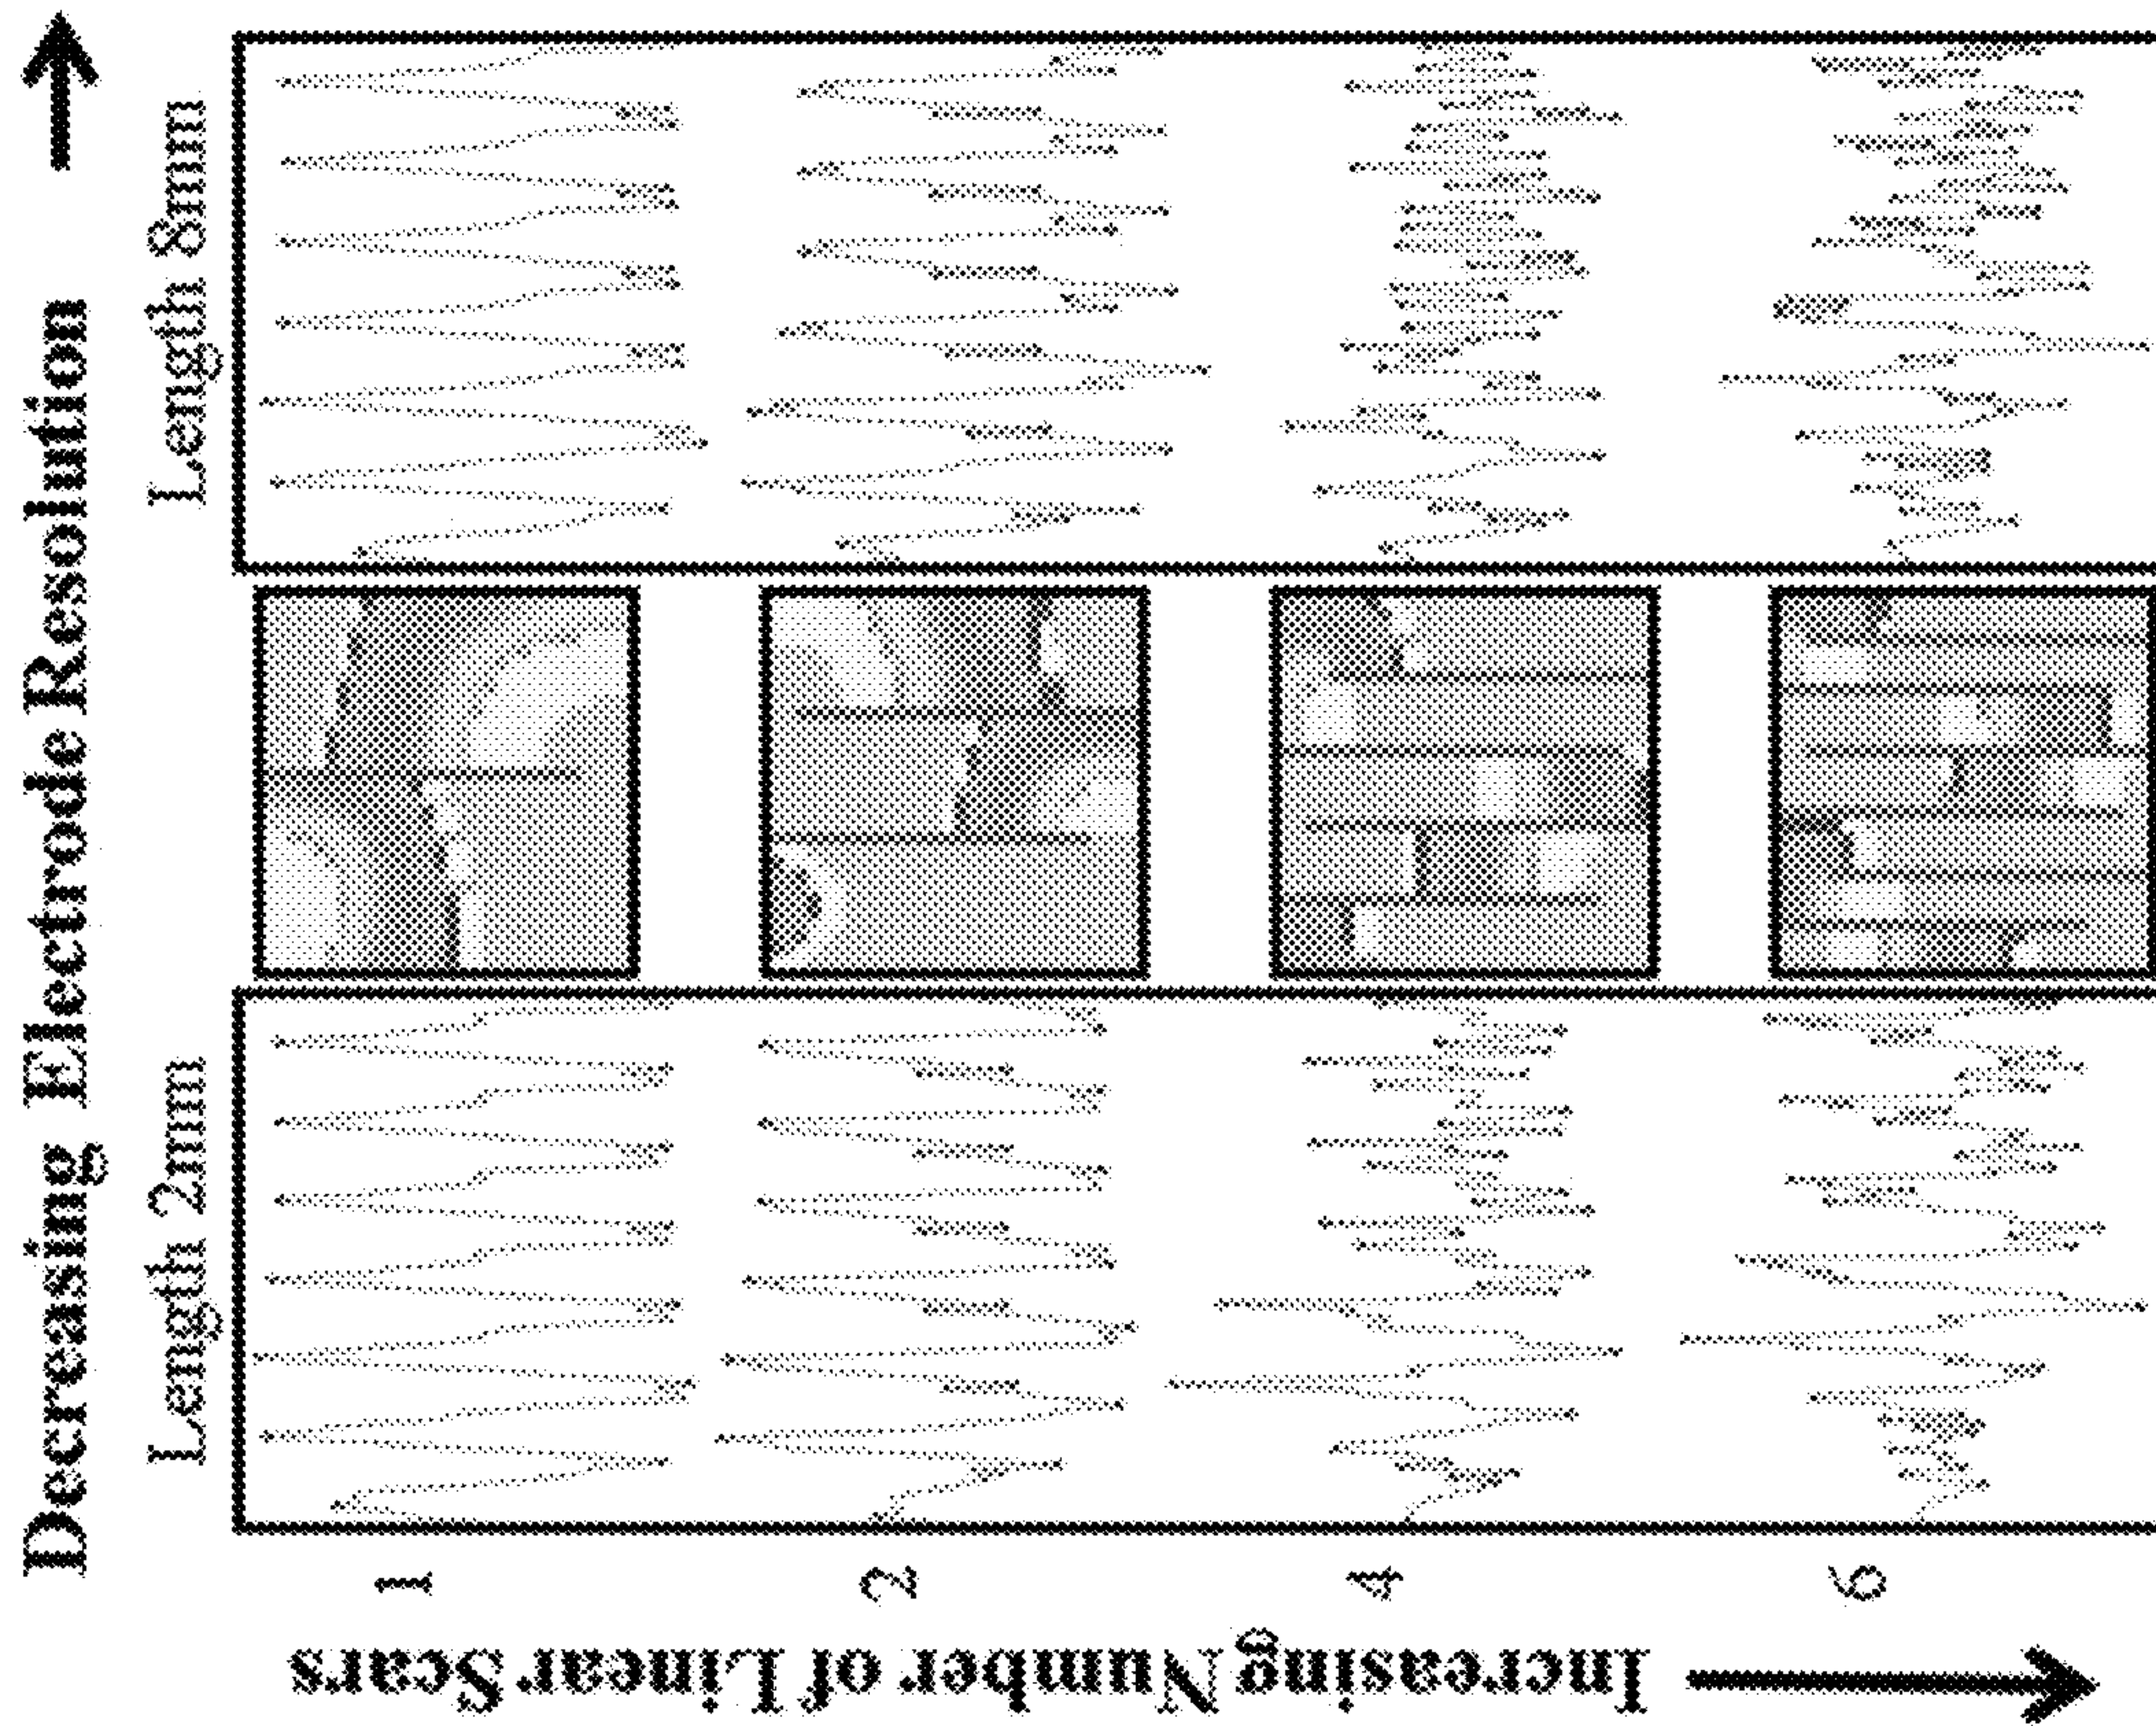 Decreasing Electrode Resolution
Length 2mm
Length 8mm
1
2
4
6
Increasing Number of Linear Scars